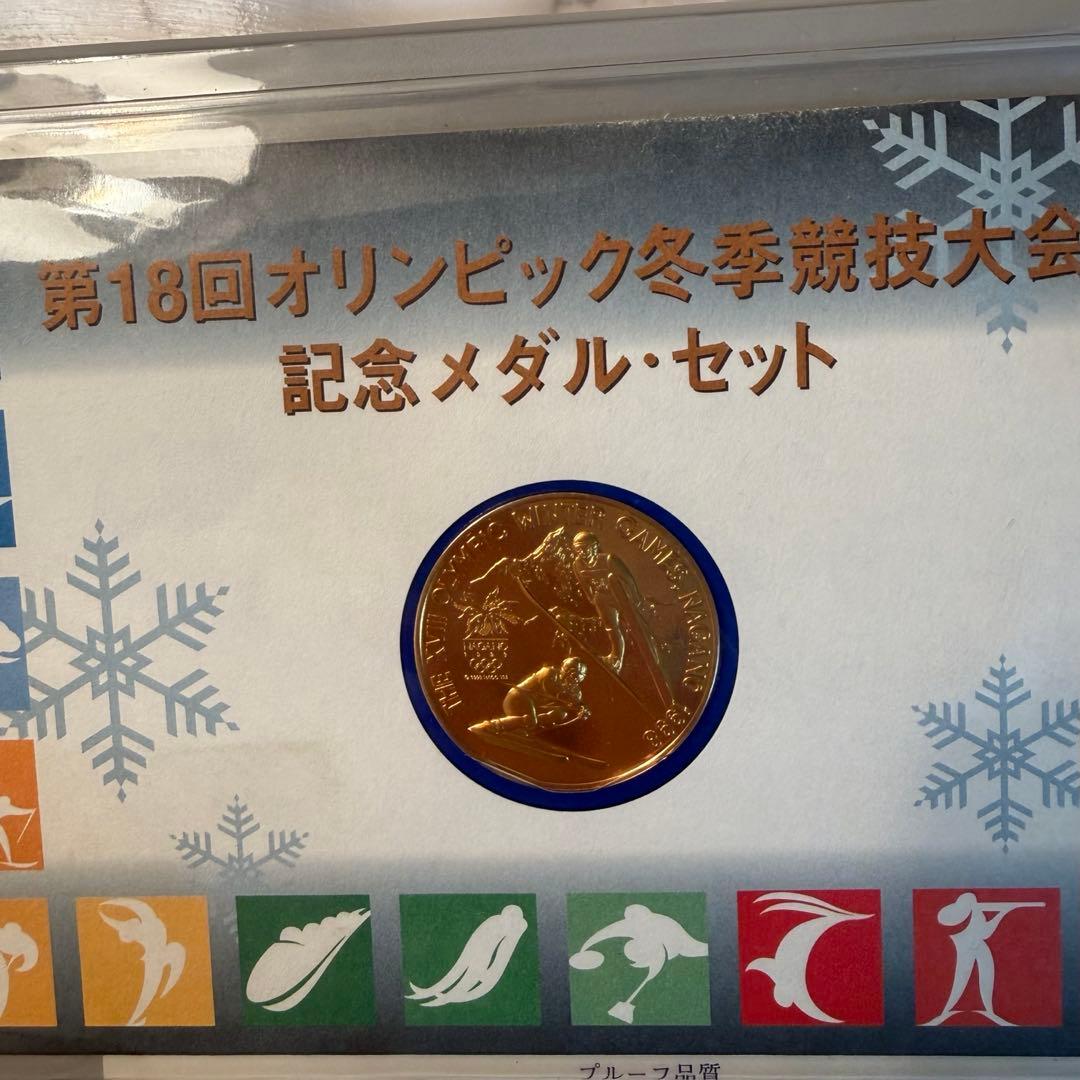 第18回オリンピック冬季競技大会
記念メダル・セット
THE XVIII OLYMPIC WINTER GAMES, NAGANO 1998
NAGANO
1998
プルーフ品質